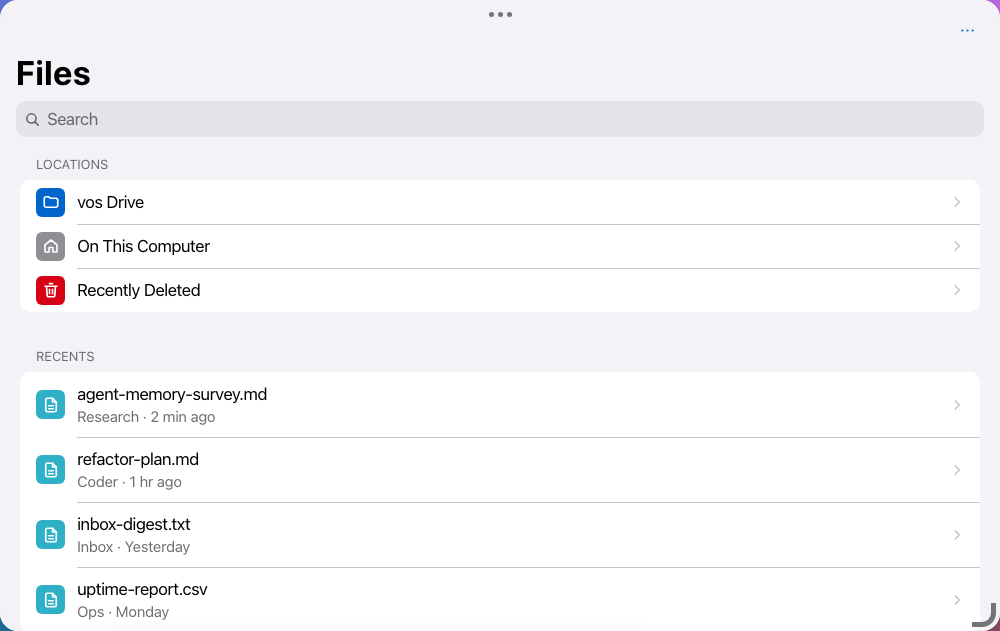 Files
Search
LOCATIONS
vos Drive
On This Computer
Recently Deleted
RECENTS
agent-memory-survey.md
Research · 2 min ago
refactor-plan.md
Coder · 1 hr ago
inbox-digest.txt
Inbox · Yesterday
uptime-report.csv
Ops · Monday